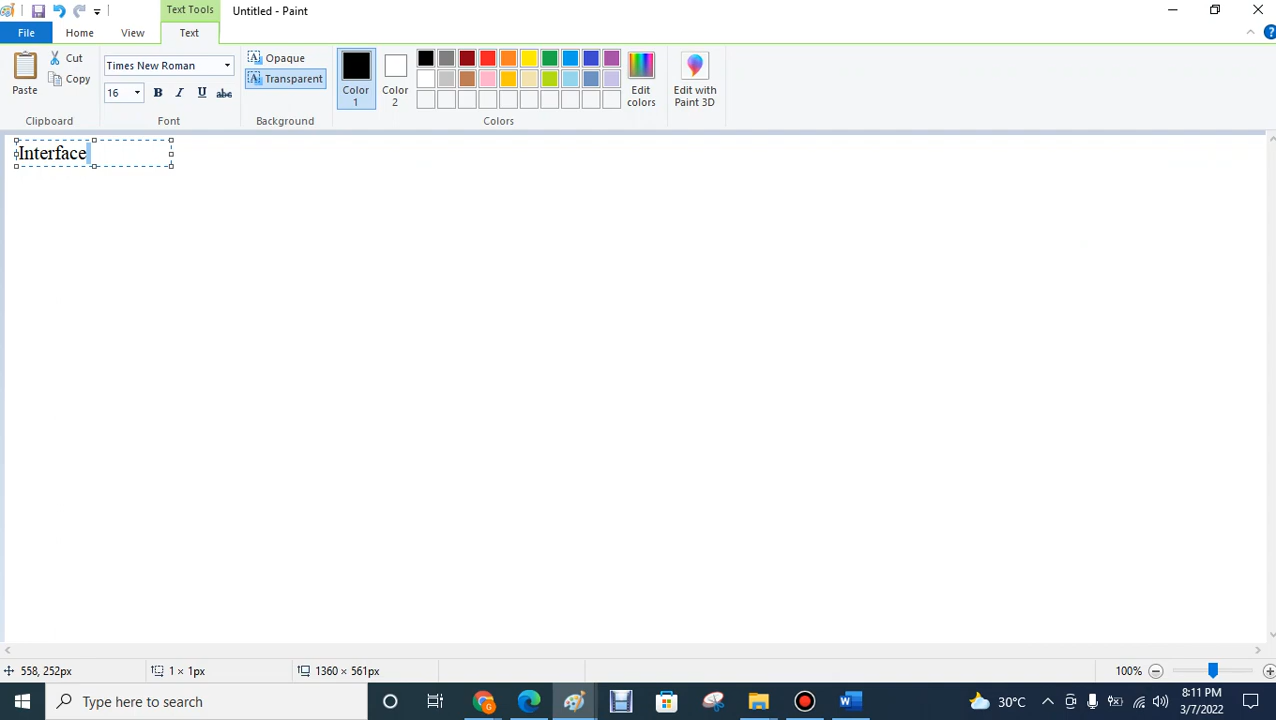 Text Tools
Untitled - Paint
File
Home
View
Text
Paste
Cut
Copy
Clipboard
Times New Roman
16
B I U abc
Font
Opaque
Transparent
Background
Color 1
Color 2
Edit colors
Colors
Edit with Paint 3D
Interface
558, 252px
1 × 1px
1360 × 561px
100%
Type here to search
30°C
8:11 PM
3/7/2022